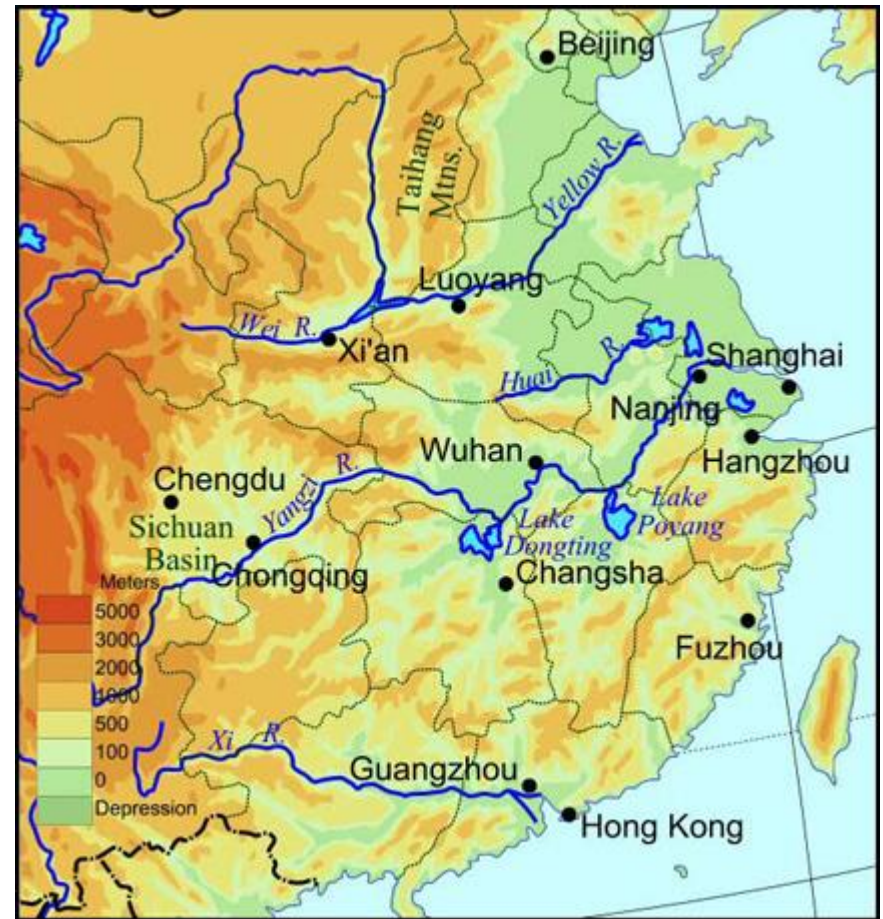 Beijing
Taihang
Mtns.
Yellow R.
Luoyang
Wei R.
Xi'an
Huai R.
Shanghai
Nanjing
Hangzhou
Wuhan
Chengdu
Yangzi R.
Sichuan
Basin
Chongqing
Lake
Dongting
Lake
Poyang
Changsha
Fuzhou
Meters
5000
3000
2000
1000
500
100
0
Depression
Xi R.
Guangzhou
Hong Kong